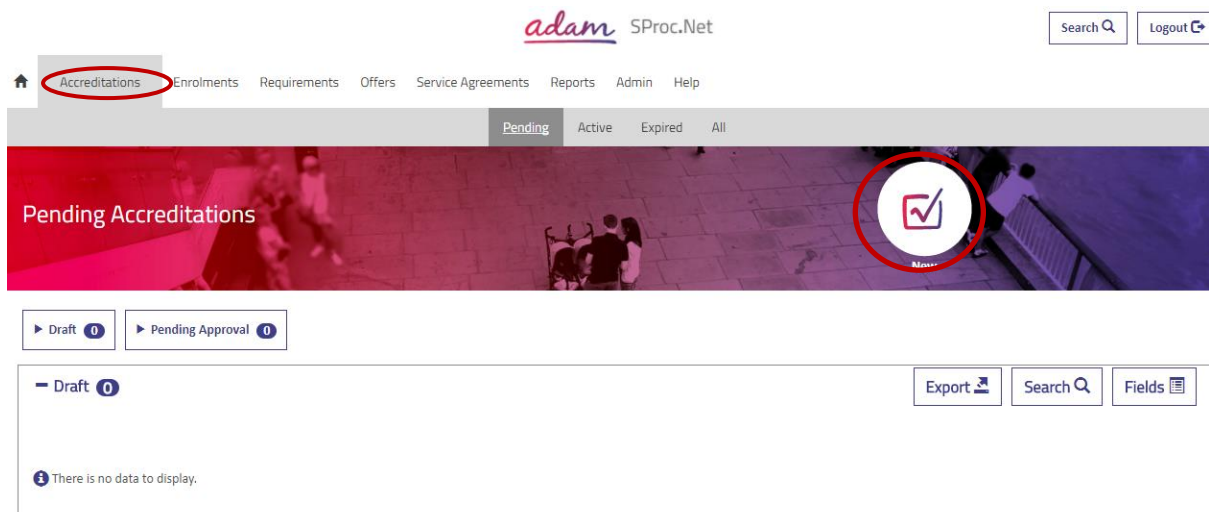 adam SProc.Net
Search
Logout
Accreditations Enrolments Requirements Offers Service Agreements Reports Admin Help
Pending Active Expired All
Pending Accreditations
New
Draft 0
Pending Approval 0
Draft 0
Export
Search
Fields
There is no data to display.